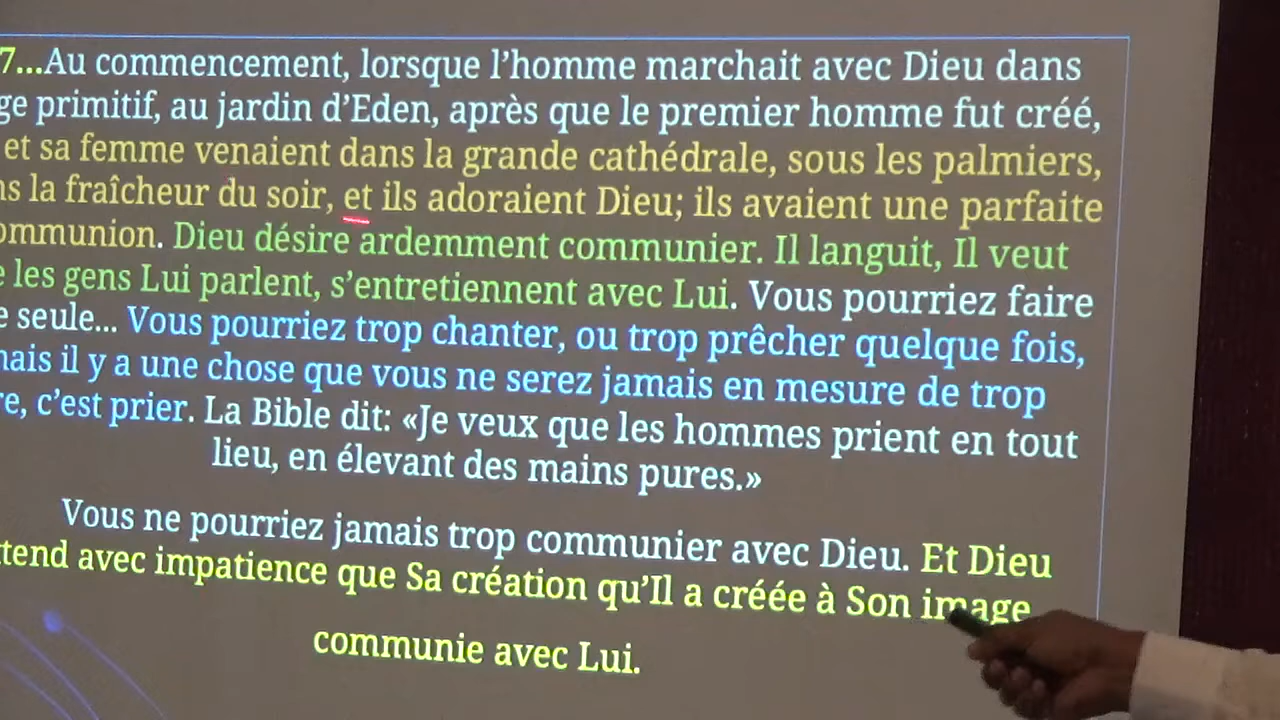 7...Au commencement, lorsque l’homme marchait avec Dieu dans
primitif, au jardin d’Eden, après que le premier homme fut créé,
et sa femme venaient dans la grande cathédrale, sous les palmiers,
la fraîcheur du soir, et ils adoraient Dieu; ils avaient une parfaite
Dieu désire ardemment communier. Il languit, Il veut
les gens Lui parlent, s’entretiennent avec Lui. Vous pourriez faire
seule... Vous pourriez trop chanter, ou trop prêcher quelque fois,
il y a une chose que vous ne serez jamais en mesure de trop
c’est prier. La Bible dit: «Je veux que les hommes prient en tout
lieu, en élevant des mains pures.»
Vous ne pourriez jamais trop communier avec Dieu. Et Dieu
avec impatience que Sa création qu’Il a créée à Son image
communie avec Lui.